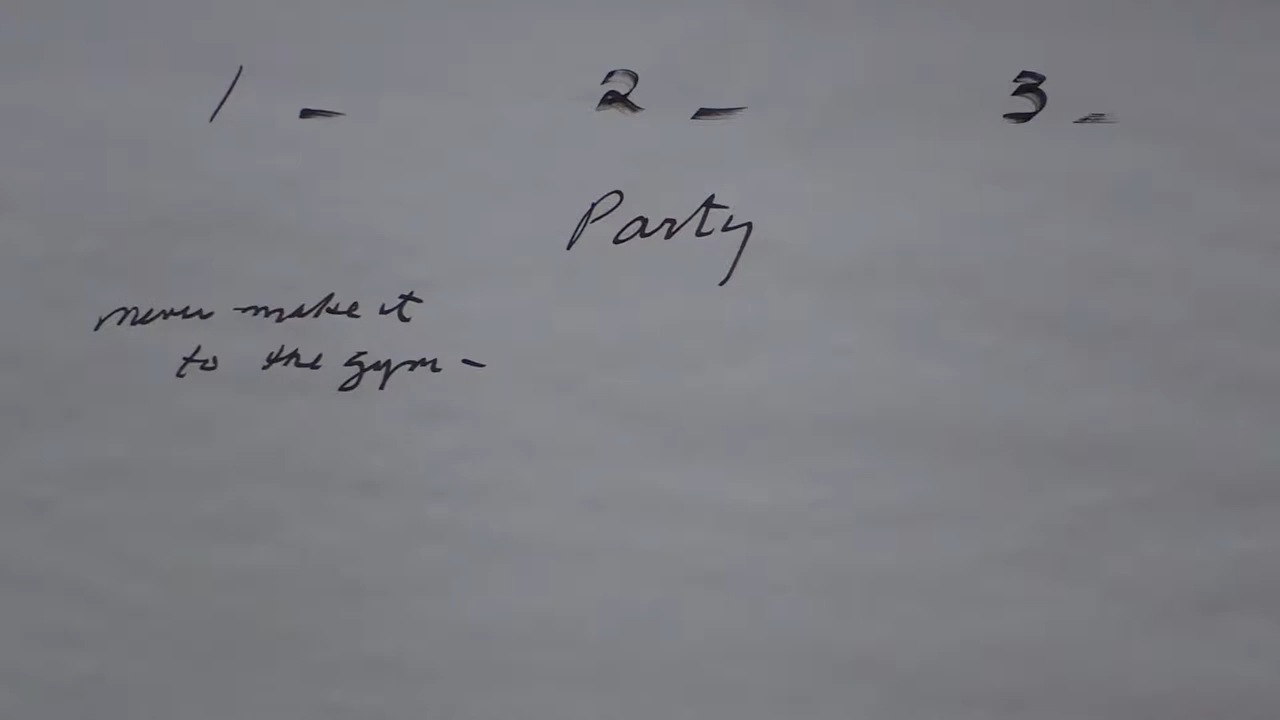 1 - 2 - 3 -
Party
never make it
to the gym -